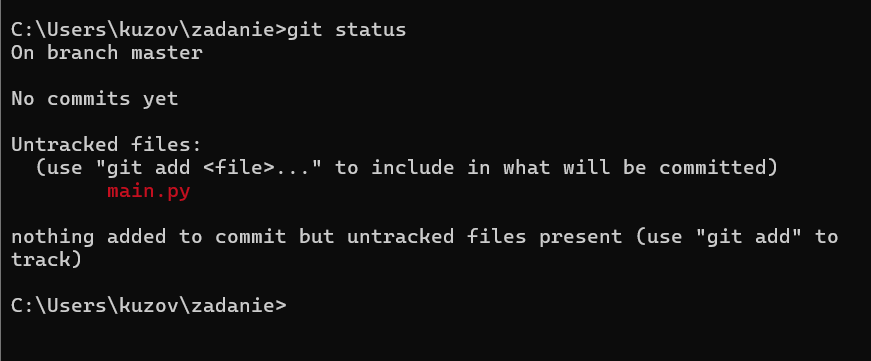 C:\Users\kuzov\zadanie>git status
On branch master
No commits yet
Untracked files:
(use "git add <file>..." to include in what will be committed)
main.py
nothing added to commit but untracked files present (use "git add" to
track)
C:\Users\kuzov\zadanie>